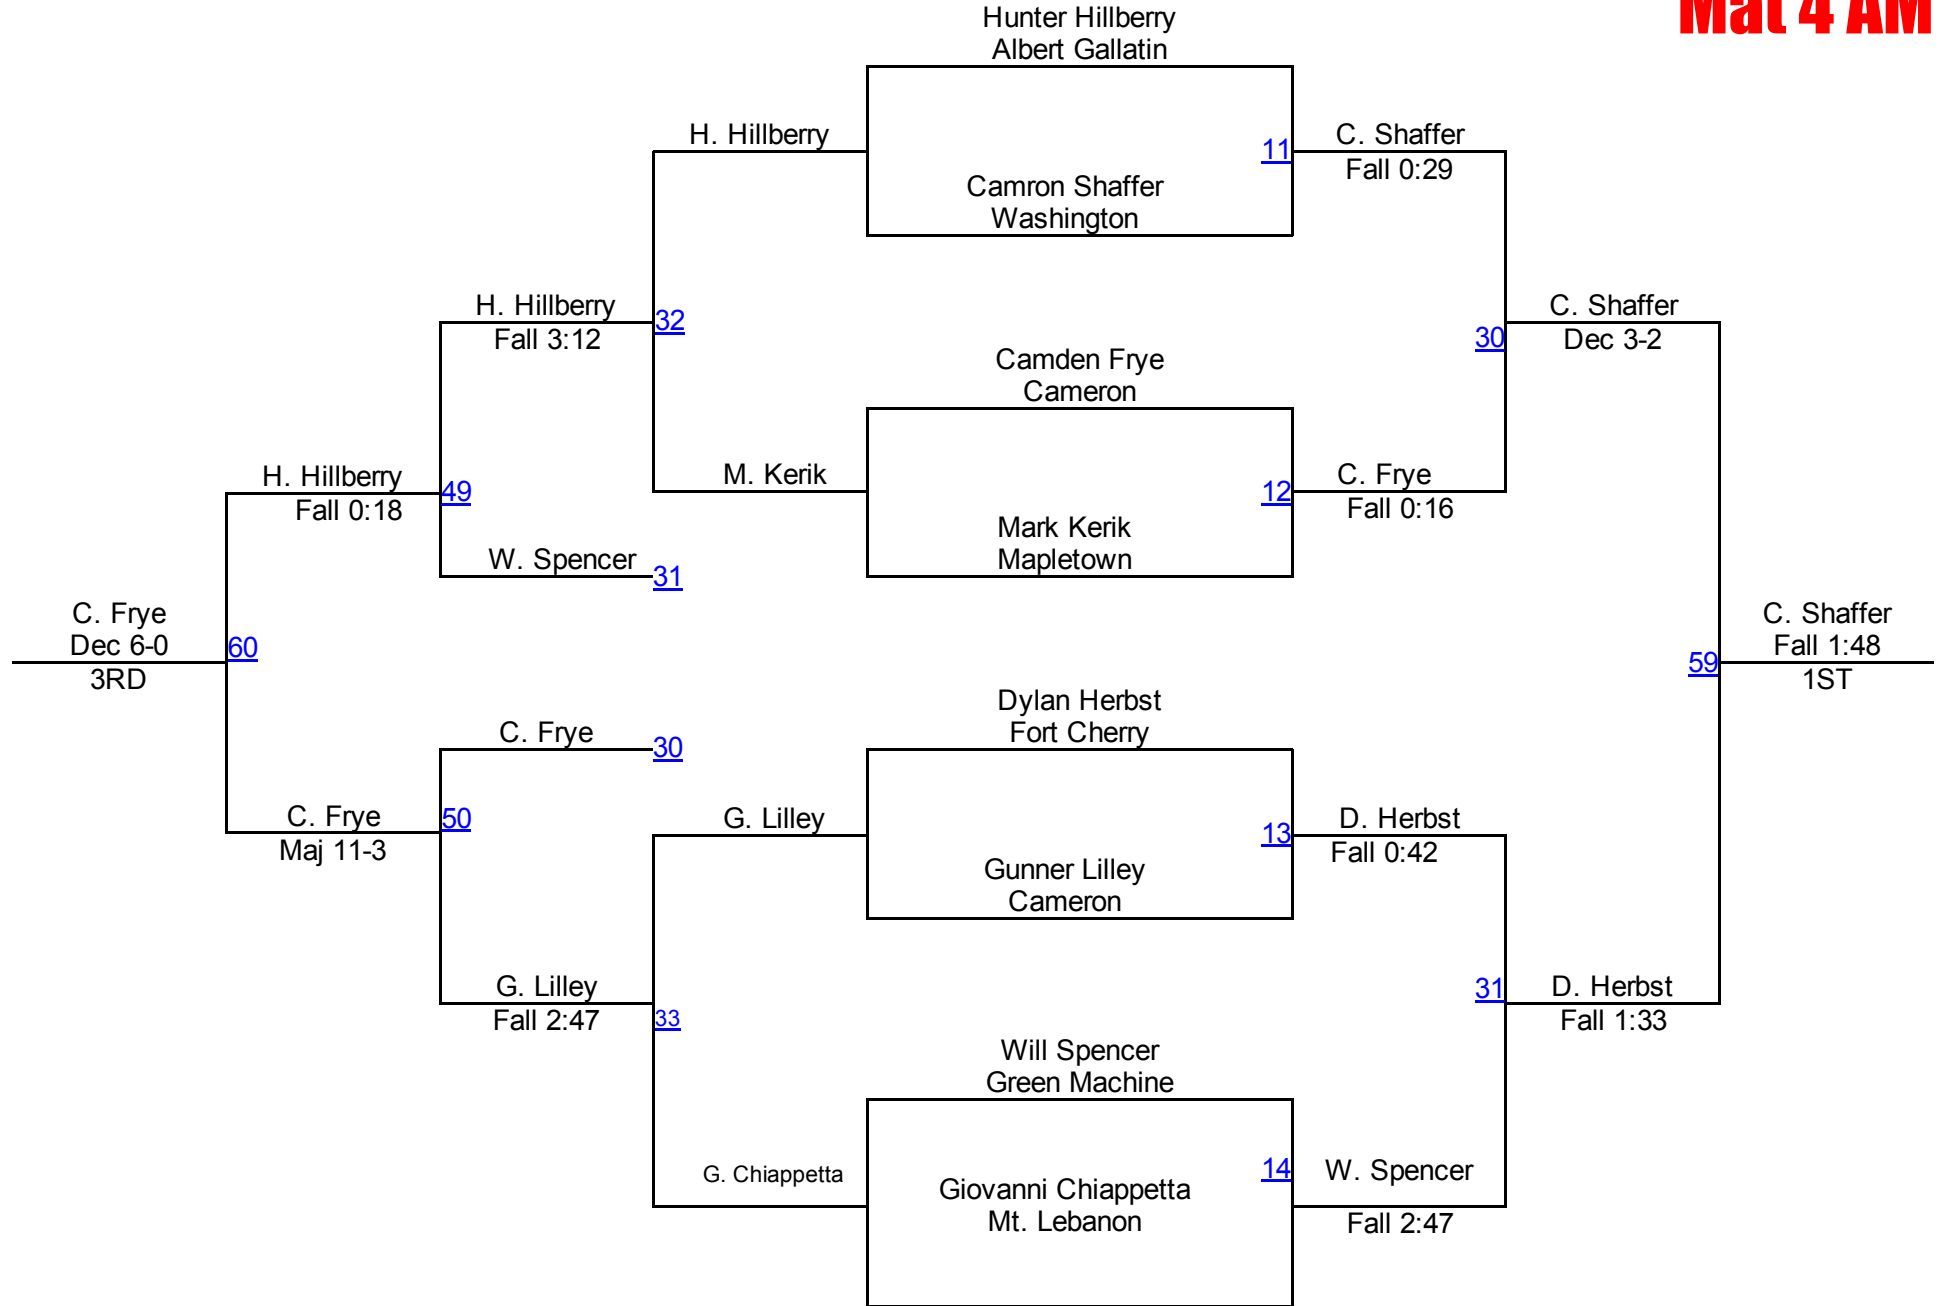 Mat 4 AM
Hunter Hillberry
Albert Gallatin
H. Hillberry
11
C. Shaffer
Fall 0:29
Camron Shaffer
Washington
H. Hillberry
Fall 3:12
32
C. Shaffer
Dec 3-2
30
Camden Frye
Cameron
H. Hillberry
Fall 0:18
49
M. Kerik
12
C. Frye
Fall 0:16
Mark Kerik
Mapletown
W. Spencer
31
C. Frye
Dec 6-0
3RD
60
59
C. Shaffer
Fall 1:48
1ST
Dylan Herbst
Fort Cherry
C. Frye
30
C. Frye
Maj 11-3
50
G. Lilley
13
D. Herbst
Fall 0:42
Gunner Lilley
Cameron
G. Lilley
Fall 2:47
33
31
D. Herbst
Fall 1:33
Will Spencer
Green Machine
G. Chiappetta
14
W. Spencer
Fall 2:47
Giovanni Chiappetta
Mt. Lebanon